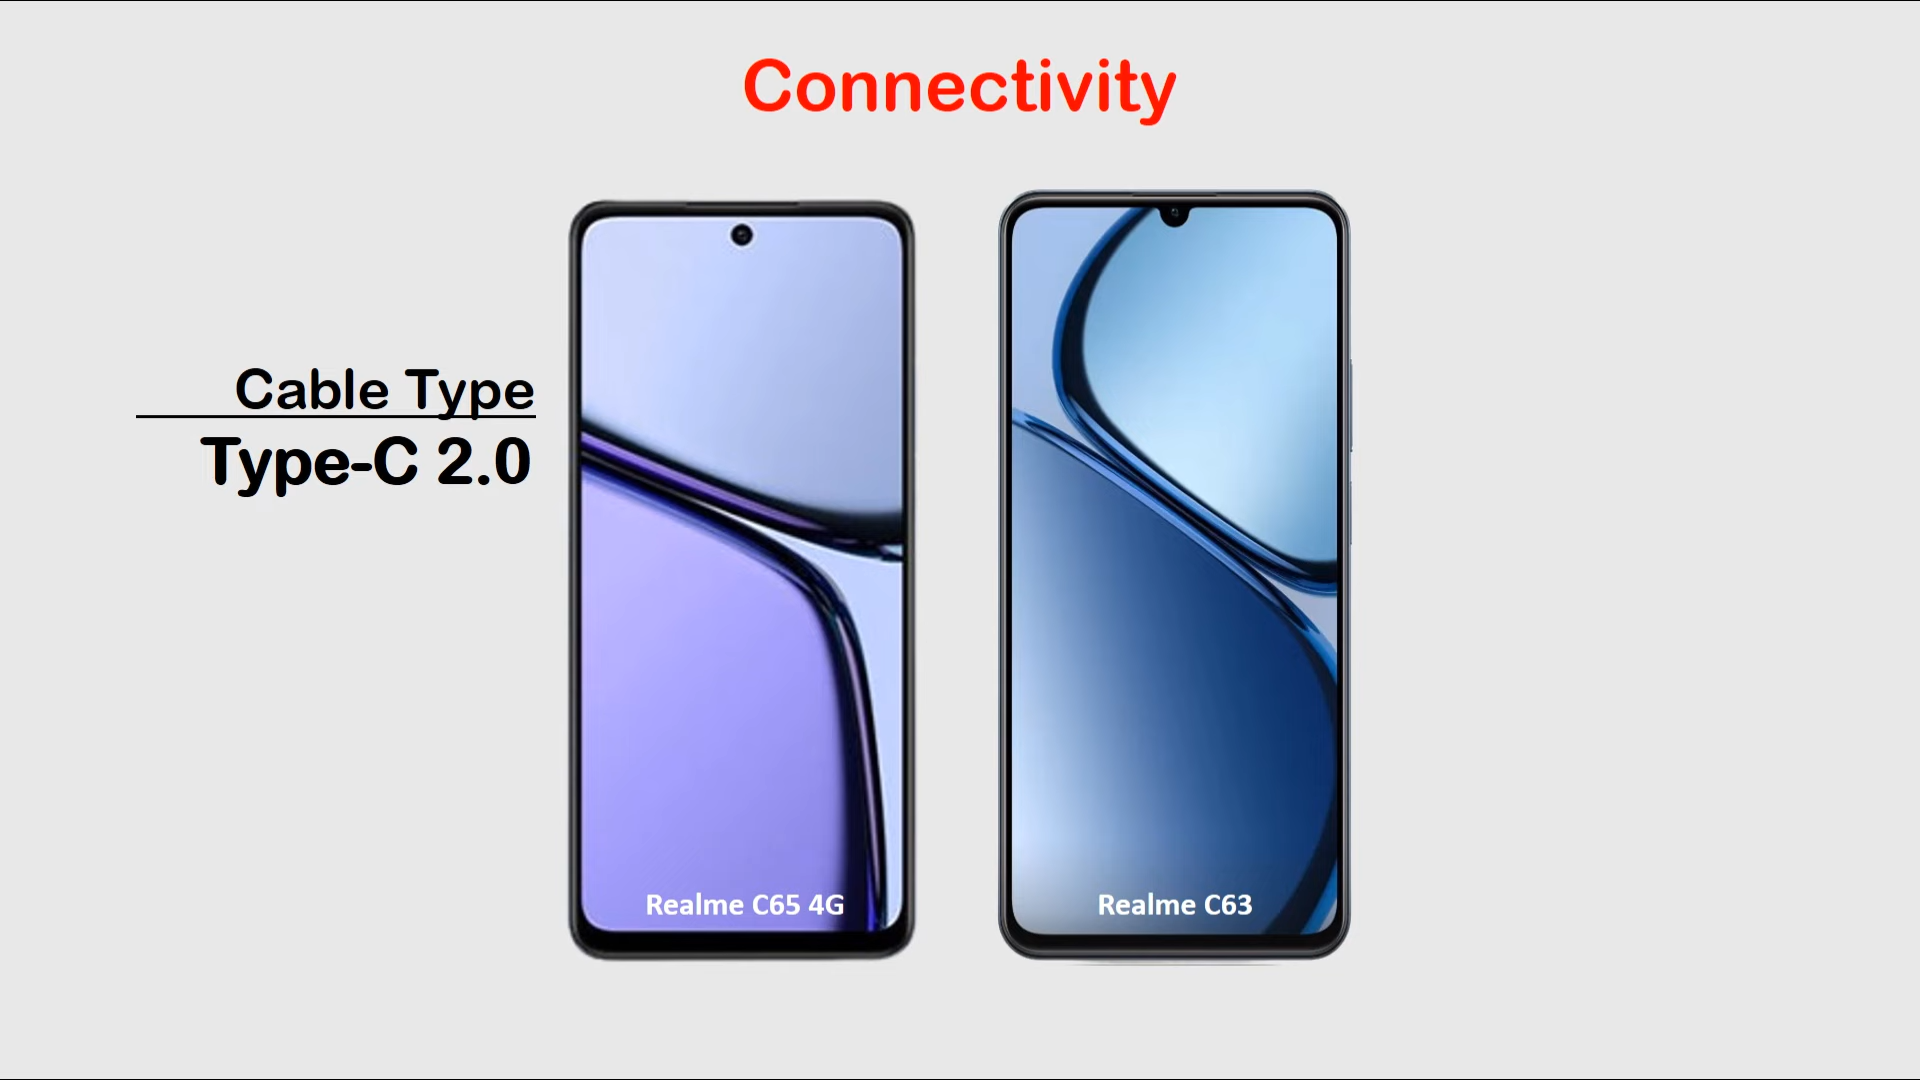 Connectivity
Cable Type
Type-C 2.0
Realme C65 4G
Realme C63